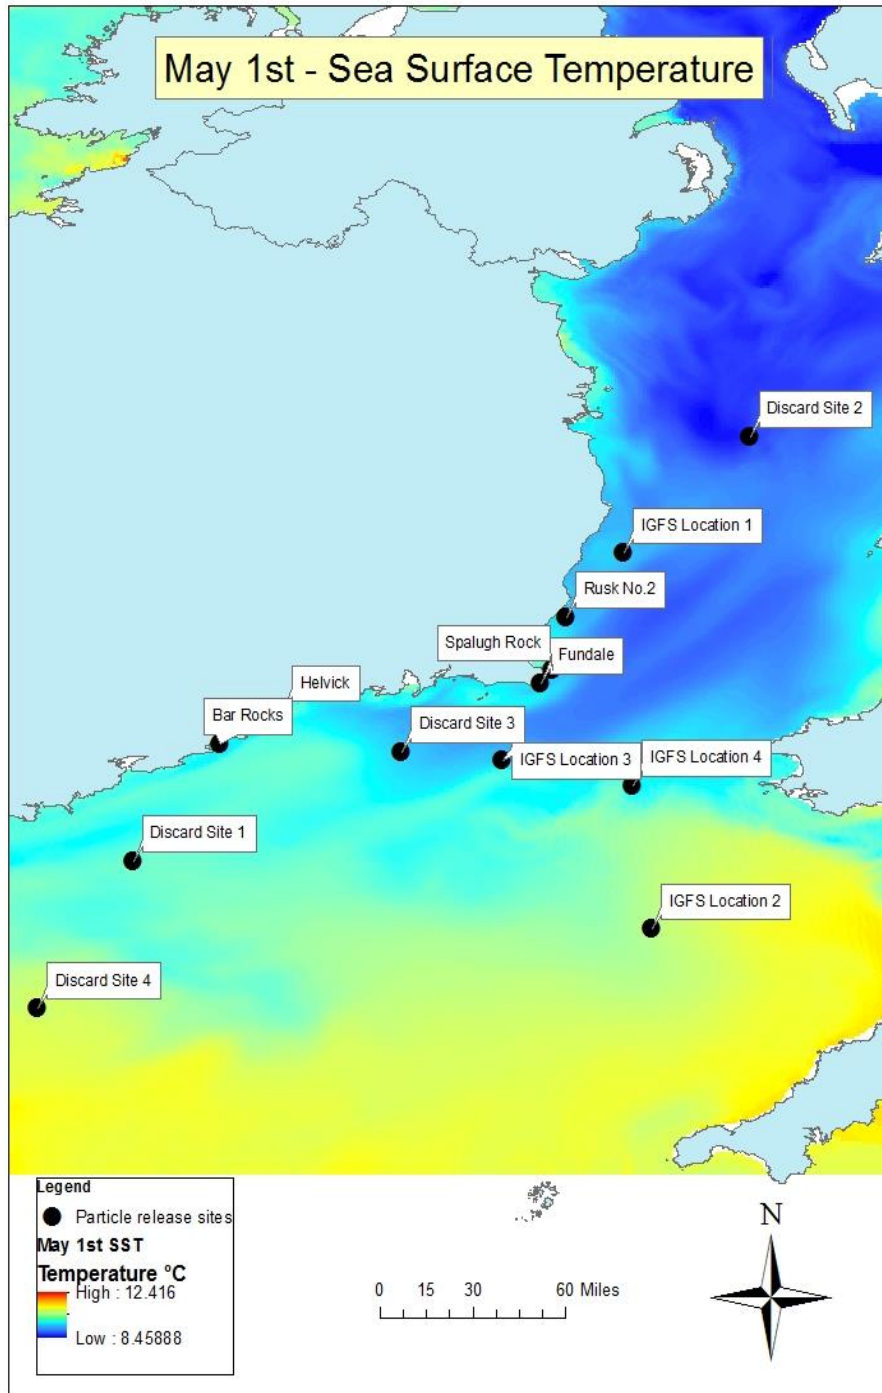 May 1st - Sea Surface Temperature
Discard Site 2
IGFS Location 1
Rusk No.2
Spalugh Rock
Fundale
Helvick
Bar Rocks
Discard Site 3
IGFS Location 3
IGFS Location 4
Discard Site 1
IGFS Location 2
Discard Site 4
Legend
Particle release sites
May 1st SST
Temperature °C
High : 12.416
Low : 8.45888
0 15 30 60 Miles
N